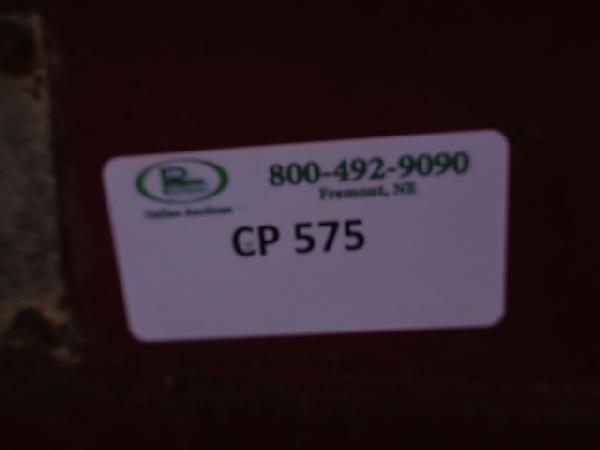 800-492-9090
Fremont, NE
Online Auctions
CP 575